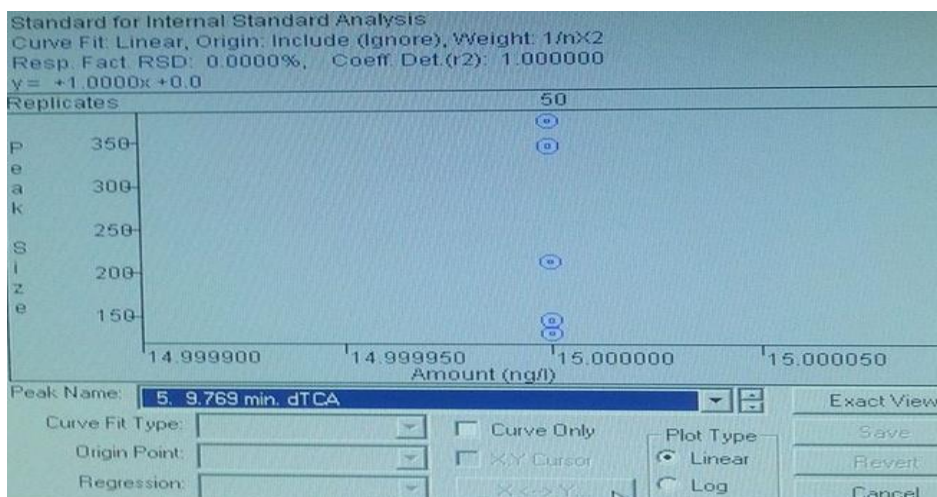 Standard for Internal Standard Analysis
Curve Fit: Linear, Origin: Include (Ignore), Weight: 1/nX2
Resp. Fact. RSD: 0.0000%, Coeff. Det.(r2): 1.000000
y = +1.0000x +0.0
Replicates 50
Peak Size
350
300
250
200
150
14.999900 14.999950 15.000000 15.000050
Amount (ng/l)
Peak Name: 5. 9.769 min. dTCA Exact View
Curve Fit Type: Curve Only Plot Type Save
Origin Point: X,Y Cursor Linear Revert
Regression: X <-> Y Log Cancel